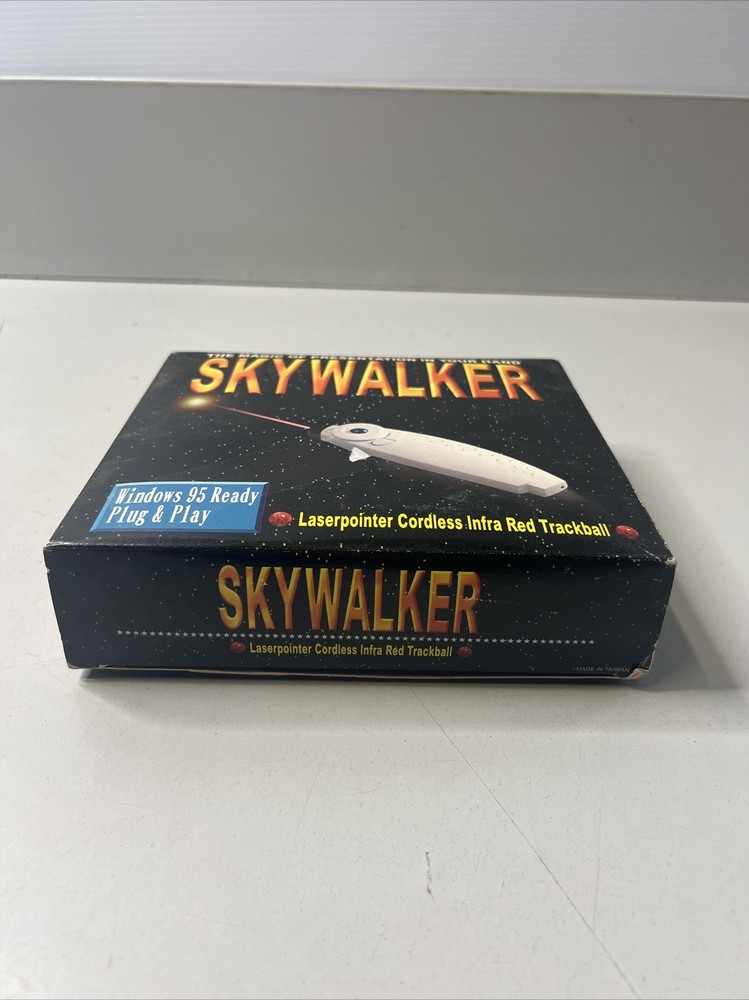 THE MAGIC OF PRESENTATION IN YOUR HAND
SKYWALKER
Windows 95 Ready
Plug & Play
Laserpointer Cordless Infra Red Trackball
SKYWALKER
Laserpointer Cordless Infra Red Trackball
MADE IN TAIWAN